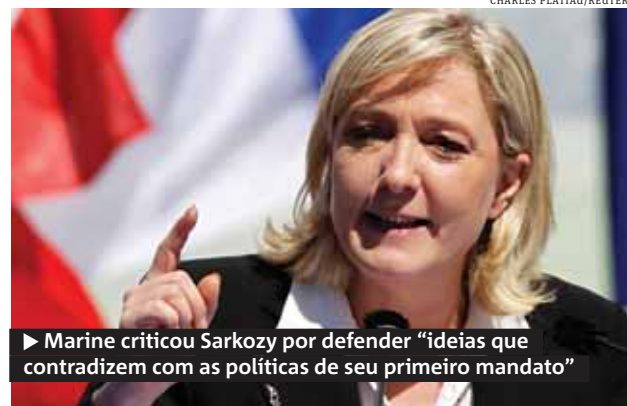 CHARLES PLATIAU/REUTER
▶ Marine criticou Sarkozy por defender “ideias que
contradizem com as políticas de seu primeiro mandato”